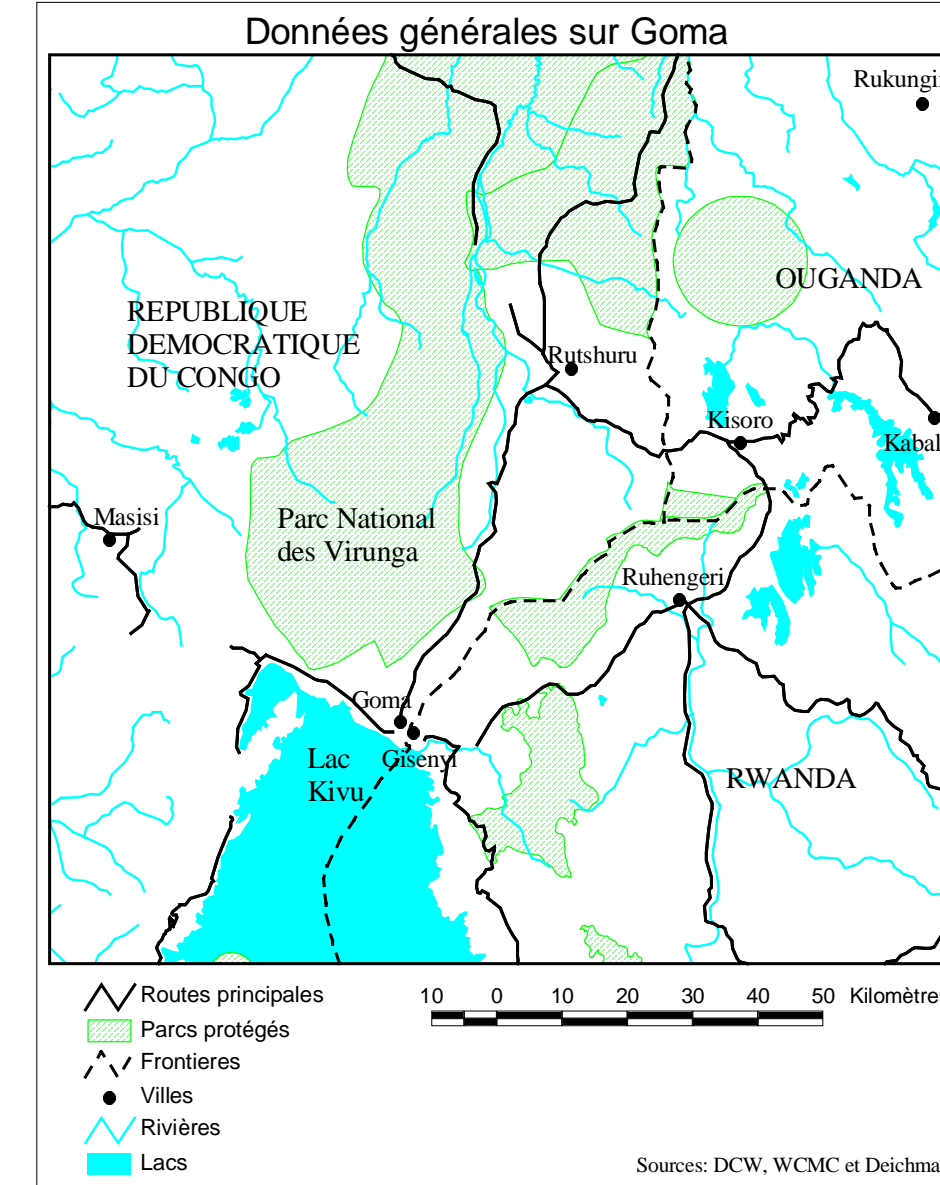 Données générales sur Goma
Rukungi
OUGANDA
REPUBLIQUE
DEMOCRATIQUE
DU CONGO
Rutshuru
Kisoro
Kabal
Masisi
Parc National
des Virunga
Ruhengeri
Goma
Gisenyi
Lac
Kivu
RWANDA
Routes principales
10 0 10 20 30 40 50 Kilomètres
Parcs protégés
Frontieres
Villes
Rivières
Lacs
Sources: DCW, WCMC et Deichma